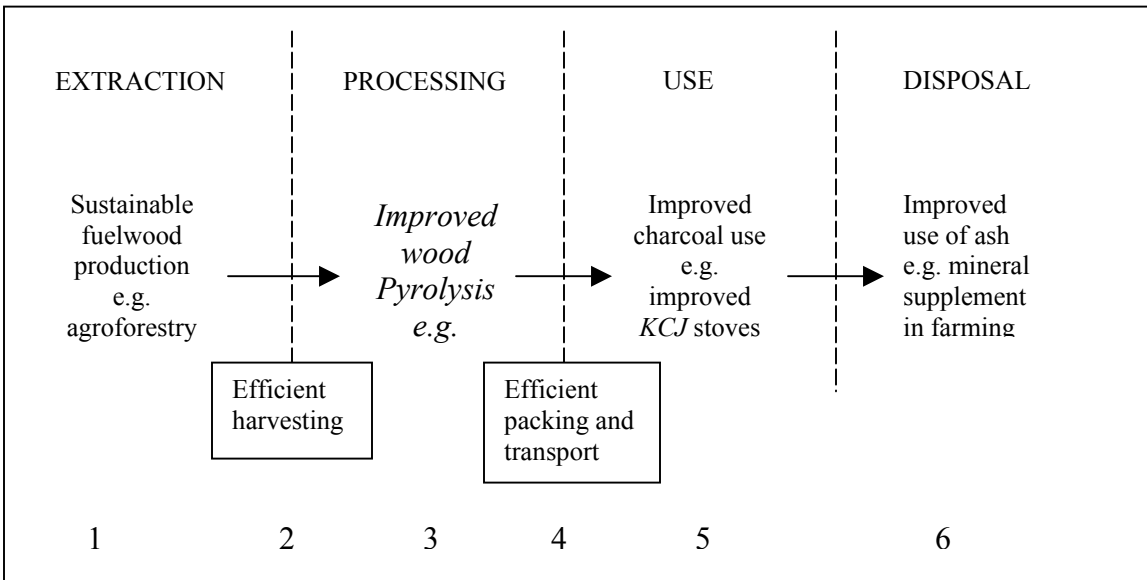 EXTRACTION
PROCESSING
USE
DISPOSAL
Sustainable
fuelwood
production
e.g.
agroforestry
Improved
wood
Pyrolysis
e.g.
Improved
charcoal use
e.g.
improved
KCJ stoves
Improved
use of ash
e.g. mineral
supplement
in farming
Efficient
harvesting
Efficient
packing and
transport
1 2 3 4 5 6